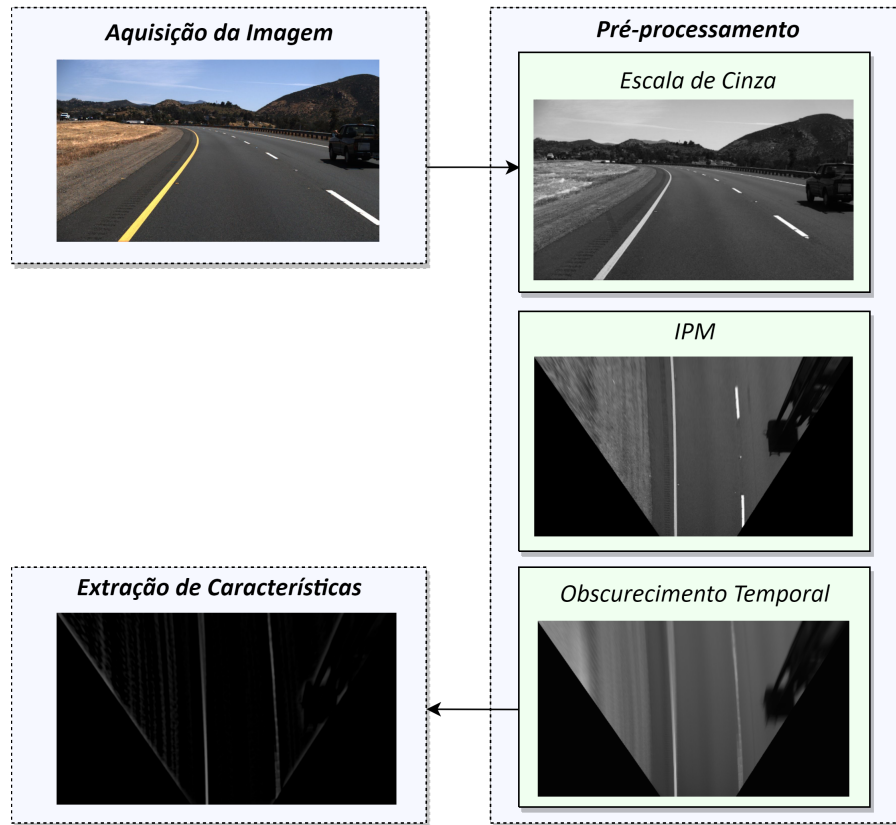 Aquisição da Imagem
Pré-processamento
Escala de Cinza
IPM
Obscurecimento Temporal
Extração de Características